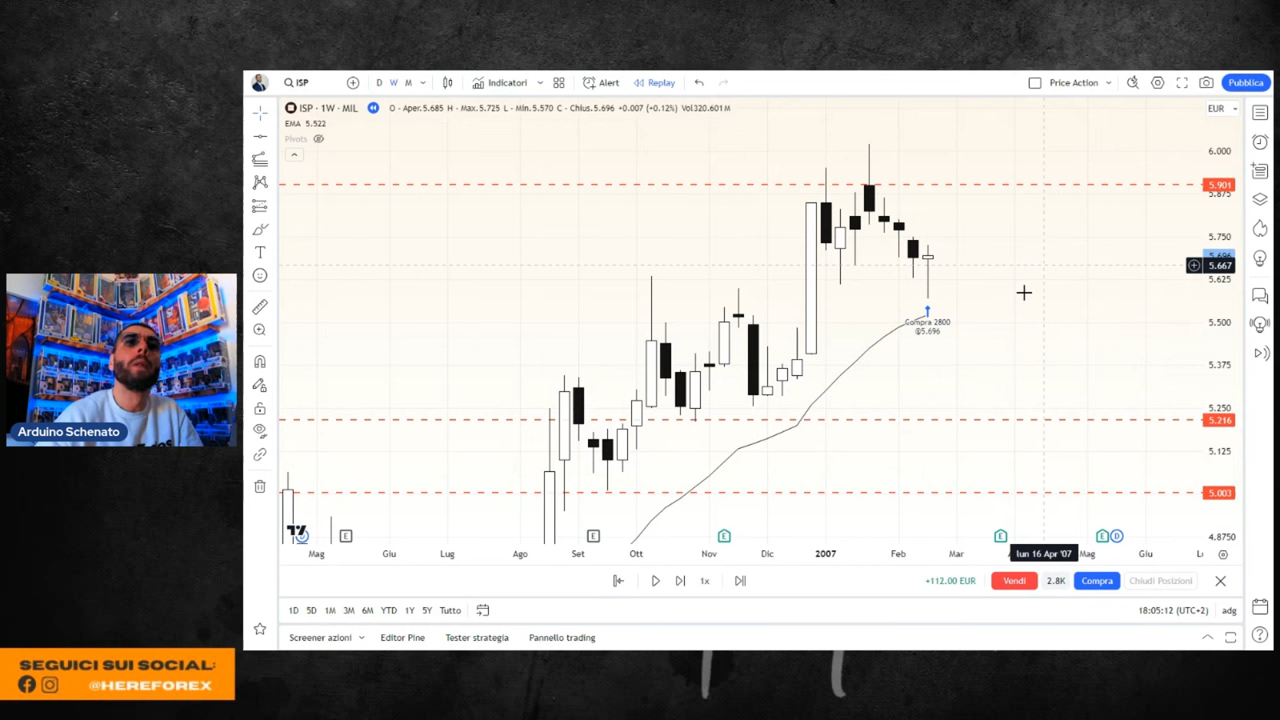 ISP
D W M
Indicatori
Alert
Replay
Price Action
Pubblica
ISP · 1W · MIL O - Aper.5.685 H - Max.5.725 L - Min.5.570 C - Chius.5.696 +0.007 (+0.12%) Vol320.601M
EUR
EMA 5.522
Pivots
6.000
5.901
5.875
5.750
5.696
5.667
5.625
5.500
5.375
5.250
5.216
5.125
5.003
4.8750
Compra 2800
@5.696
Arduino Schenato
E E E E E D
Mag Giu Lug Ago Set Ott Nov Dic 2007 Feb Mar lun 16 Apr '07 Mag Giu
1x
+112.00 EUR Vendi 2.8K Compra Chiudi Posizioni
1D 5D 1M 3M 6M YTD 1Y 5Y Tutto
18:05:12 (UTC+2) adg
Screener azioni Editor Pine Tester strategia Pannello trading
SEGUICI SUI SOCIAL:
@HEREFOREX